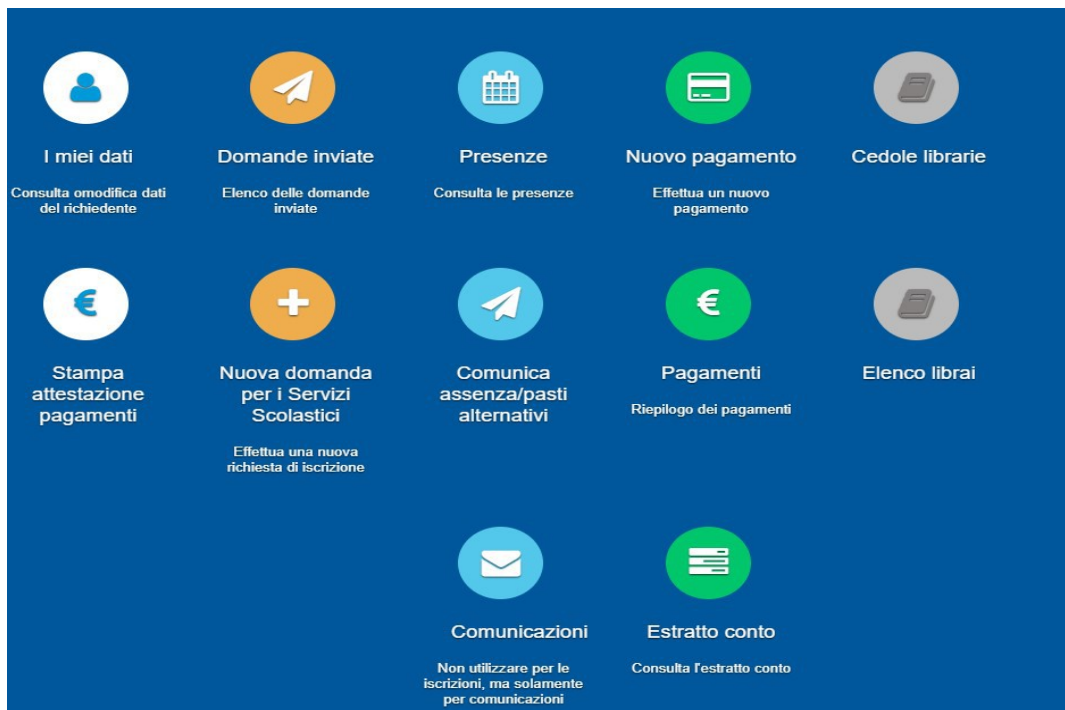 I miei dati
Consulta omodifica dati
del richiedente
Domande inviate
Elenco delle domande
inviate
Presenze
Consulta le presenze
Nuovo pagamento
Effettua un nuovo
pagamento
Cedole librarie
€
Stampa
attestazione
pagamenti
Nuova domanda
per i Servizi
Scolastici
Effettua una nuova
richiesta di iscrizione
Comunica
assenza/pasti
alternativi
€
Pagamenti
Riepilogo dei pagamenti
Elenco librai
Comunicazioni
Non utilizzare per le
iscrizioni, ma solamente
per comunicazioni
Estratto conto
Consulta l'estratto conto